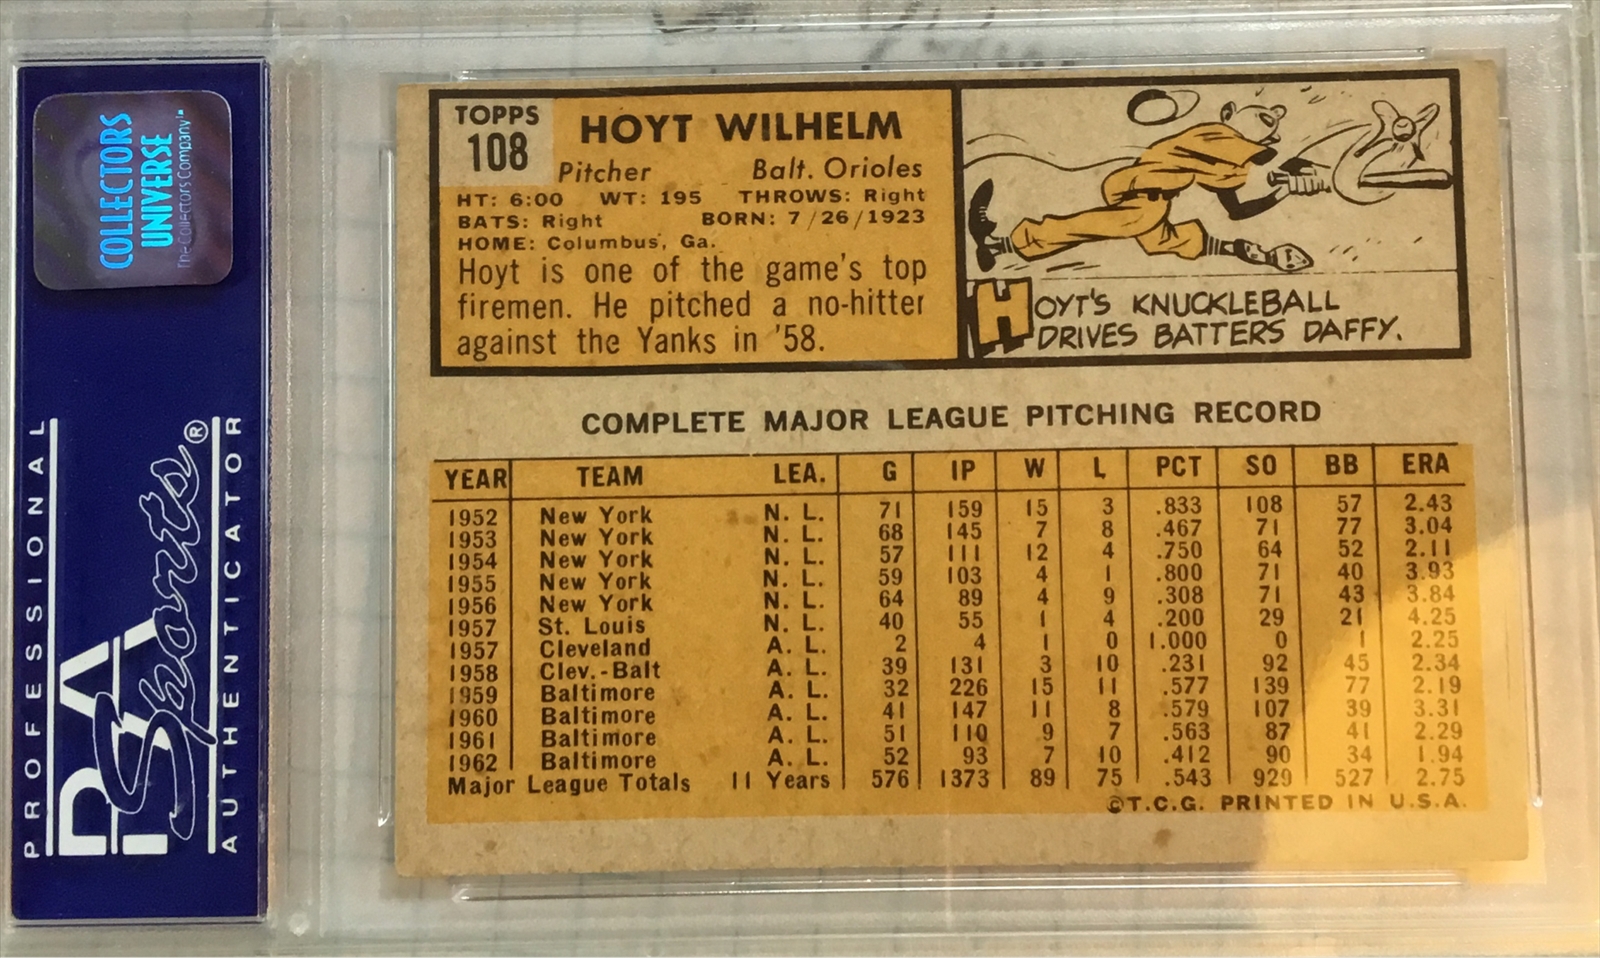 COLLECTORS
UNIVERSE
The Collectors Company™
PROFESSIONAL
PSA
Sports®
AUTHENTICATOR
TOPPS
108
HOYT WILHELM
Pitcher Balt. Orioles
HT: 6:00 WT: 195 THROWS: Right
BATS: Right BORN: 7/26/1923
HOME: Columbus, Ga.
Hoyt is one of the game's top
firemen. He pitched a no-hitter
against the Yanks in '58.
HOYT'S KNUCKLEBALL
DRIVES BATTERS DAFFY.
COMPLETE MAJOR LEAGUE PITCHING RECORD
YEAR TEAM LEA. G IP W L PCT SO BB ERA
1952 New York N. L. 71 159 15 3 .833 108 57 2.43
1953 New York N. L. 68 145 7 8 .467 71 77 3.04
1954 New York N. L. 57 111 12 4 .750 64 52 2.11
1955 New York N. L. 59 103 4 1 .800 71 40 3.93
1956 New York N. L. 64 89 4 9 .308 71 43 3.84
1957 St. Louis N. L. 40 55 1 4 .200 29 21 4.25
1957 Cleveland A. L. 2 4 1 0 1.000 0 1 2.25
1958 Clev.-Balt A. L. 39 131 3 10 .231 92 45 2.34
1959 Baltimore A. L. 32 226 15 11 .577 139 77 2.19
1960 Baltimore A. L. 41 147 11 8 .579 107 39 3.31
1961 Baltimore A. L. 51 110 9 7 .563 87 41 2.29
1962 Baltimore A. L. 52 93 7 10 .412 90 34 1.94
Major League Totals 11 Years 576 1373 89 75 .543 929 527 2.75
©T.C.G. PRINTED IN U.S.A.